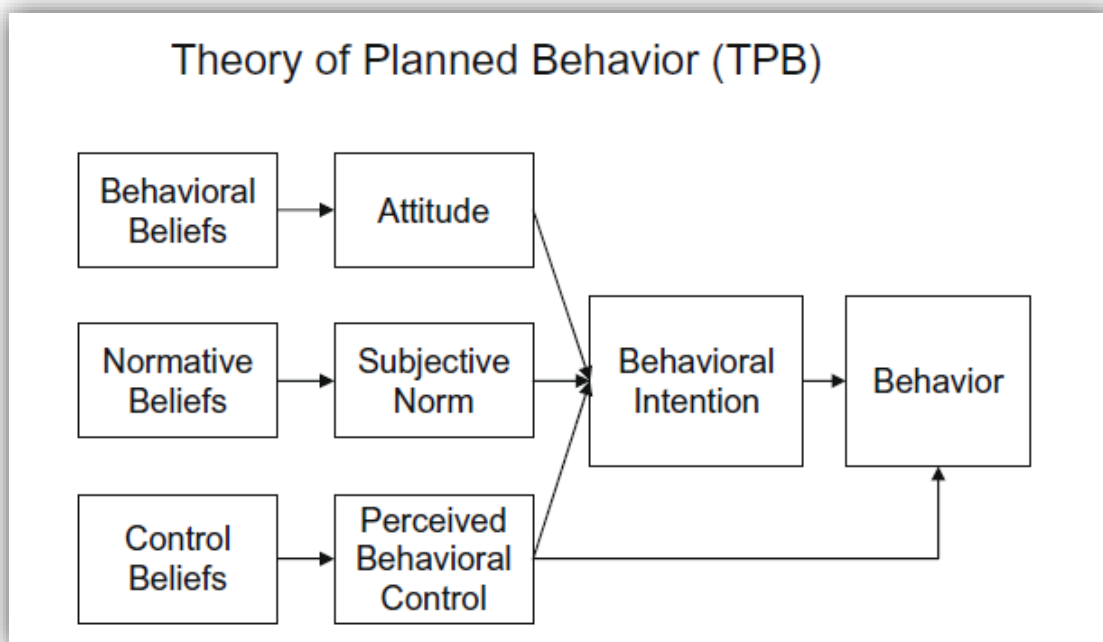 Theory of Planned Behavior (TPB)
Behavioral
Beliefs
Attitude
Normative
Beliefs
Subjective
Norm
Behavioral
Intention
Behavior
Control
Beliefs
Perceived
Behavioral
Control